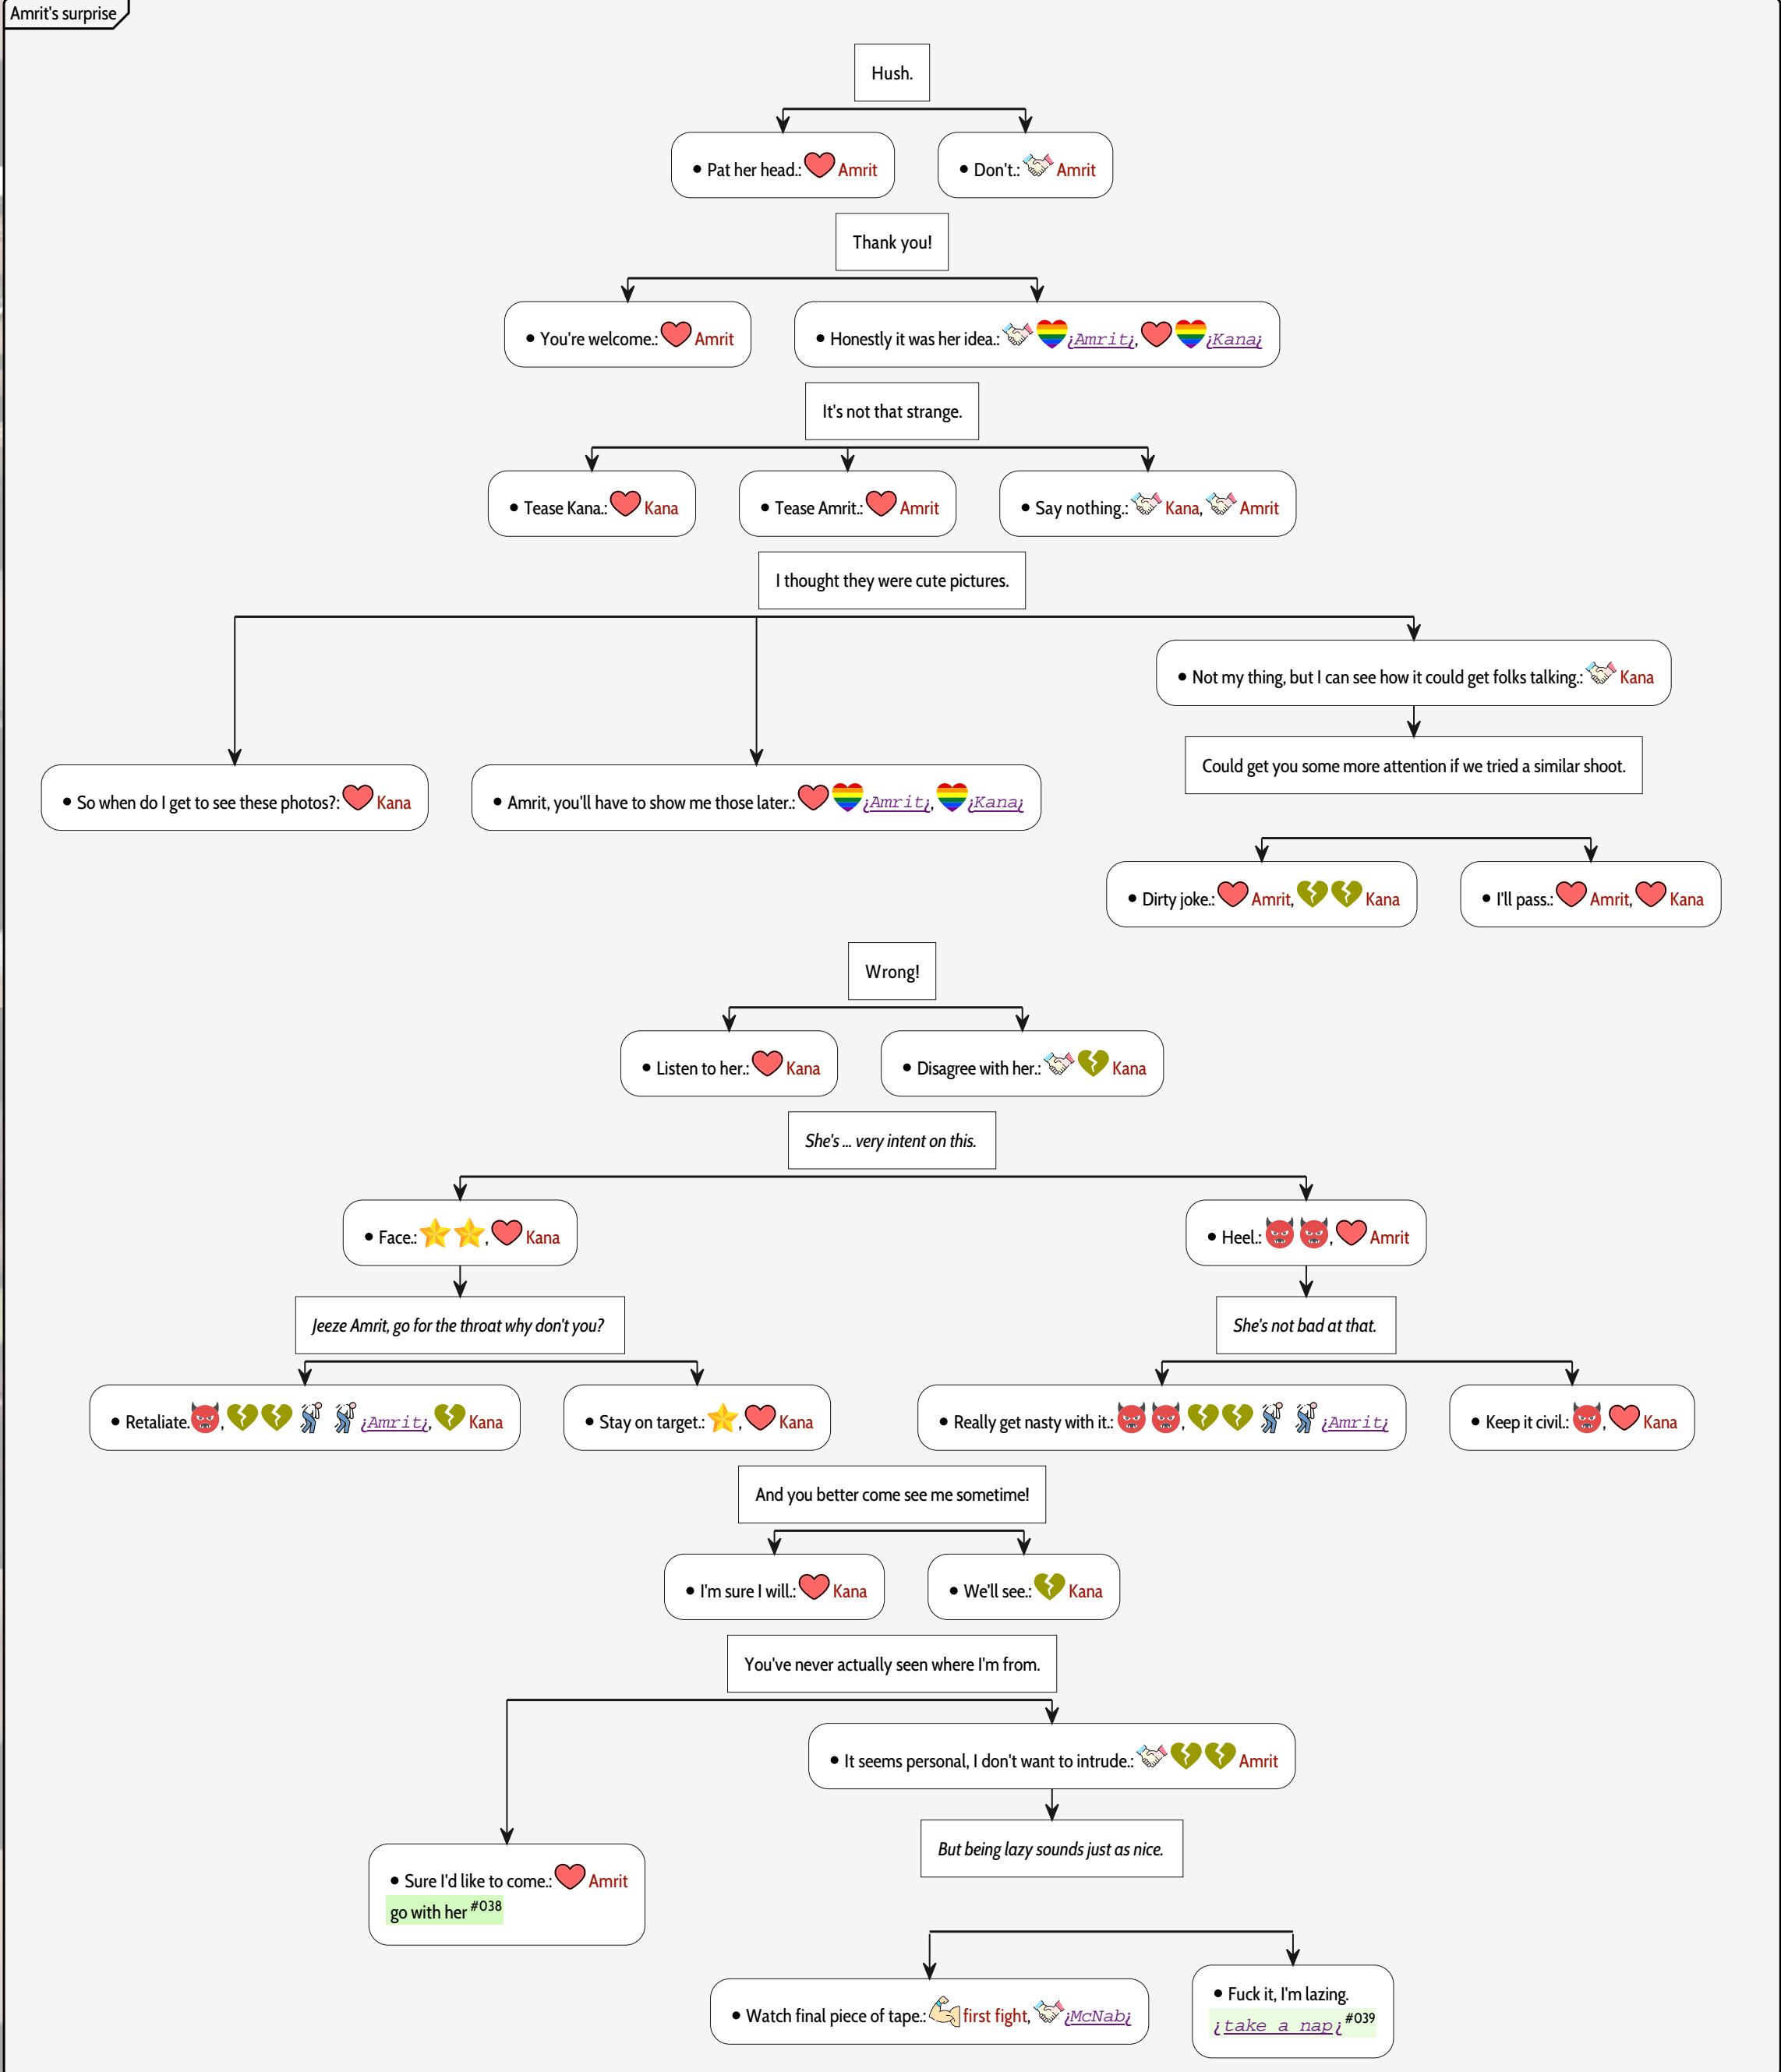 Amrit's surprise
Hush.
• Pat her head.: Amrit
• Don't.: Amrit
Thank you!
• You're welcome.: Amrit
• Honestly it was her idea.: ¿Amrit¿, ¿Kana¿
It's not that strange.
• Tease Kana.: Kana
• Tease Amrit.: Amrit
• Say nothing.: Kana, Amrit
I thought they were cute pictures.
• Not my thing, but I can see how it could get folks talking.: Kana
Could get you some more attention if we tried a similar shoot.
• So when do I get to see these photos?: Kana
• Amrit, you'll have to show me those later.: ¿Amrit¿, ¿Kana¿
• Dirty joke.: Amrit, Kana
• I'll pass.: Amrit, Kana
Wrong!
• Listen to her.: Kana
• Disagree with her.: Kana
She's ... very intent on this.
• Face.: , Kana
• Heel.: , Amrit
Jeeze Amrit, go for the throat why don't you?
She's not bad at that.
• Retaliate. , ¿Amrit¿, Kana
• Stay on target.: , Kana
• Really get nasty with it.: , ¿Amrit¿
• Keep it civil.: , Kana
And you better come see me sometime!
• I'm sure I will.: Kana
• We'll see.: Kana
You've never actually seen where I'm from.
• It seems personal, I don't want to intrude.: Amrit
But being lazy sounds just as nice.
• Sure I'd like to come.: Amrit
go with her #038
• Watch final piece of tape.: first fight, ¿McNab¿
• Fuck it, I'm lazing.
¿take a nap¿ #039